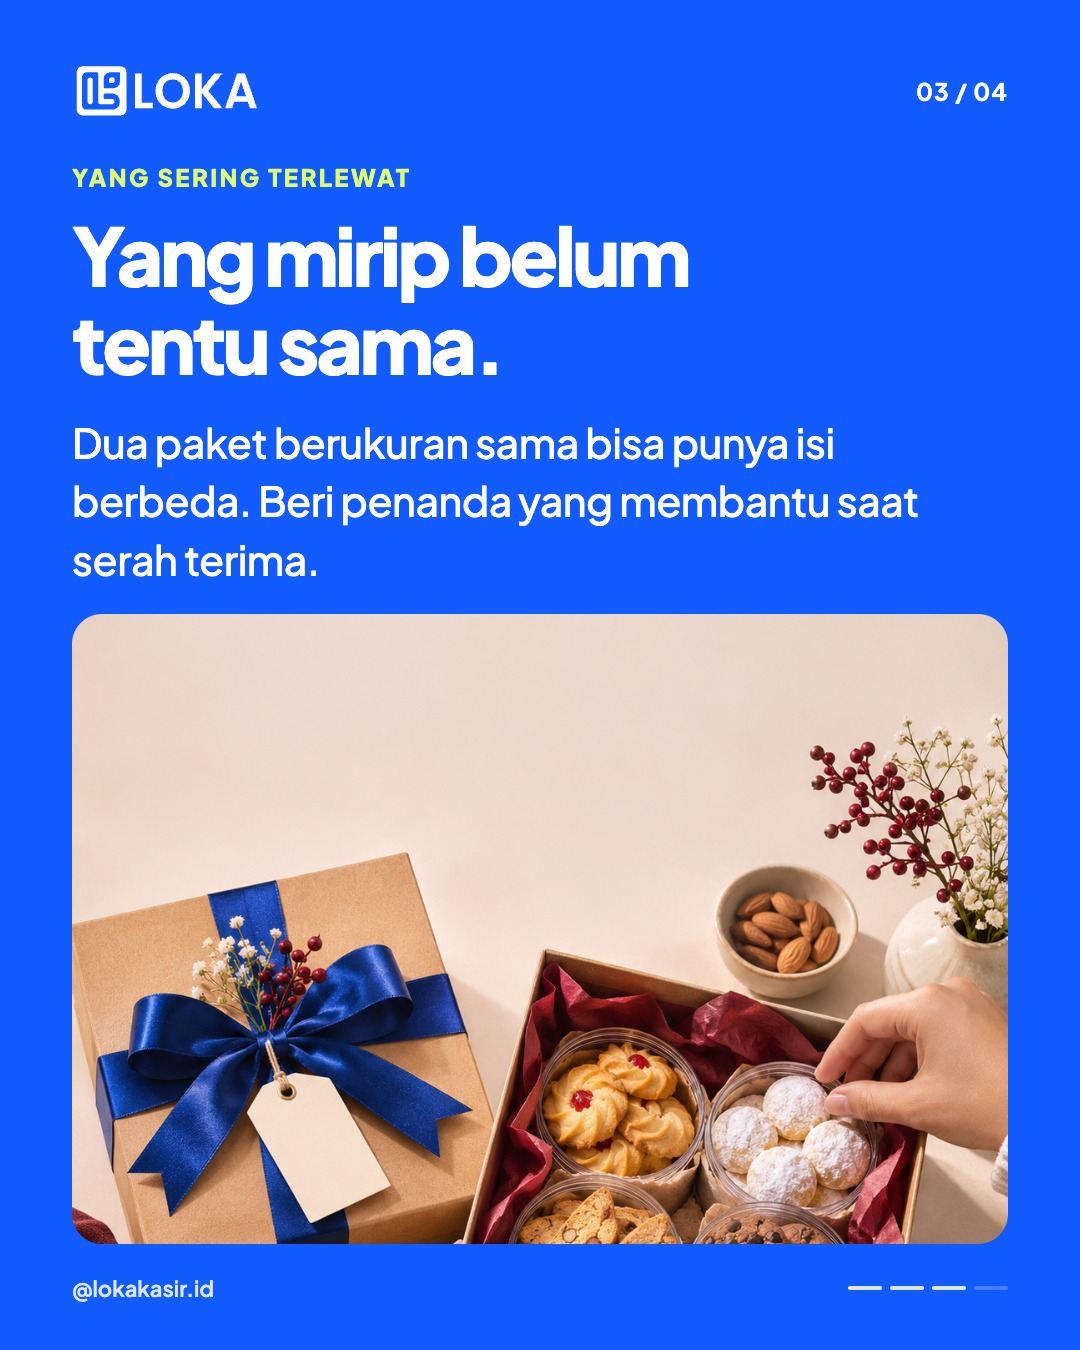 LOKA
03 / 04
YANG SERING TERLEWAT
Yang mirip belum
tentu sama.
Dua paket berukuran sama bisa punya isi
berbeda. Beri penanda yang membantu saat
serah terima.
@lokakasir.id